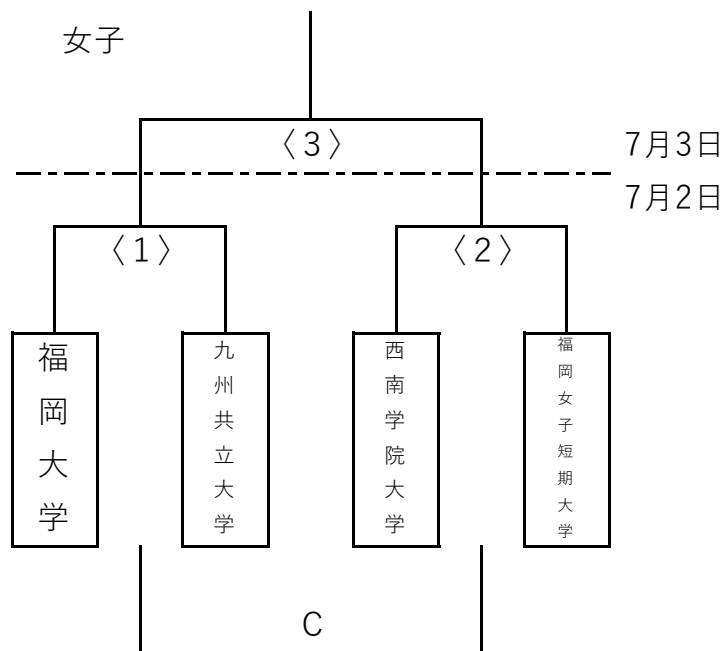 女子
〈3〉
7月3日
7月2日
〈1〉
〈2〉
福岡大学
九州共立大学
西南学院大学
福岡女子短期大学
C